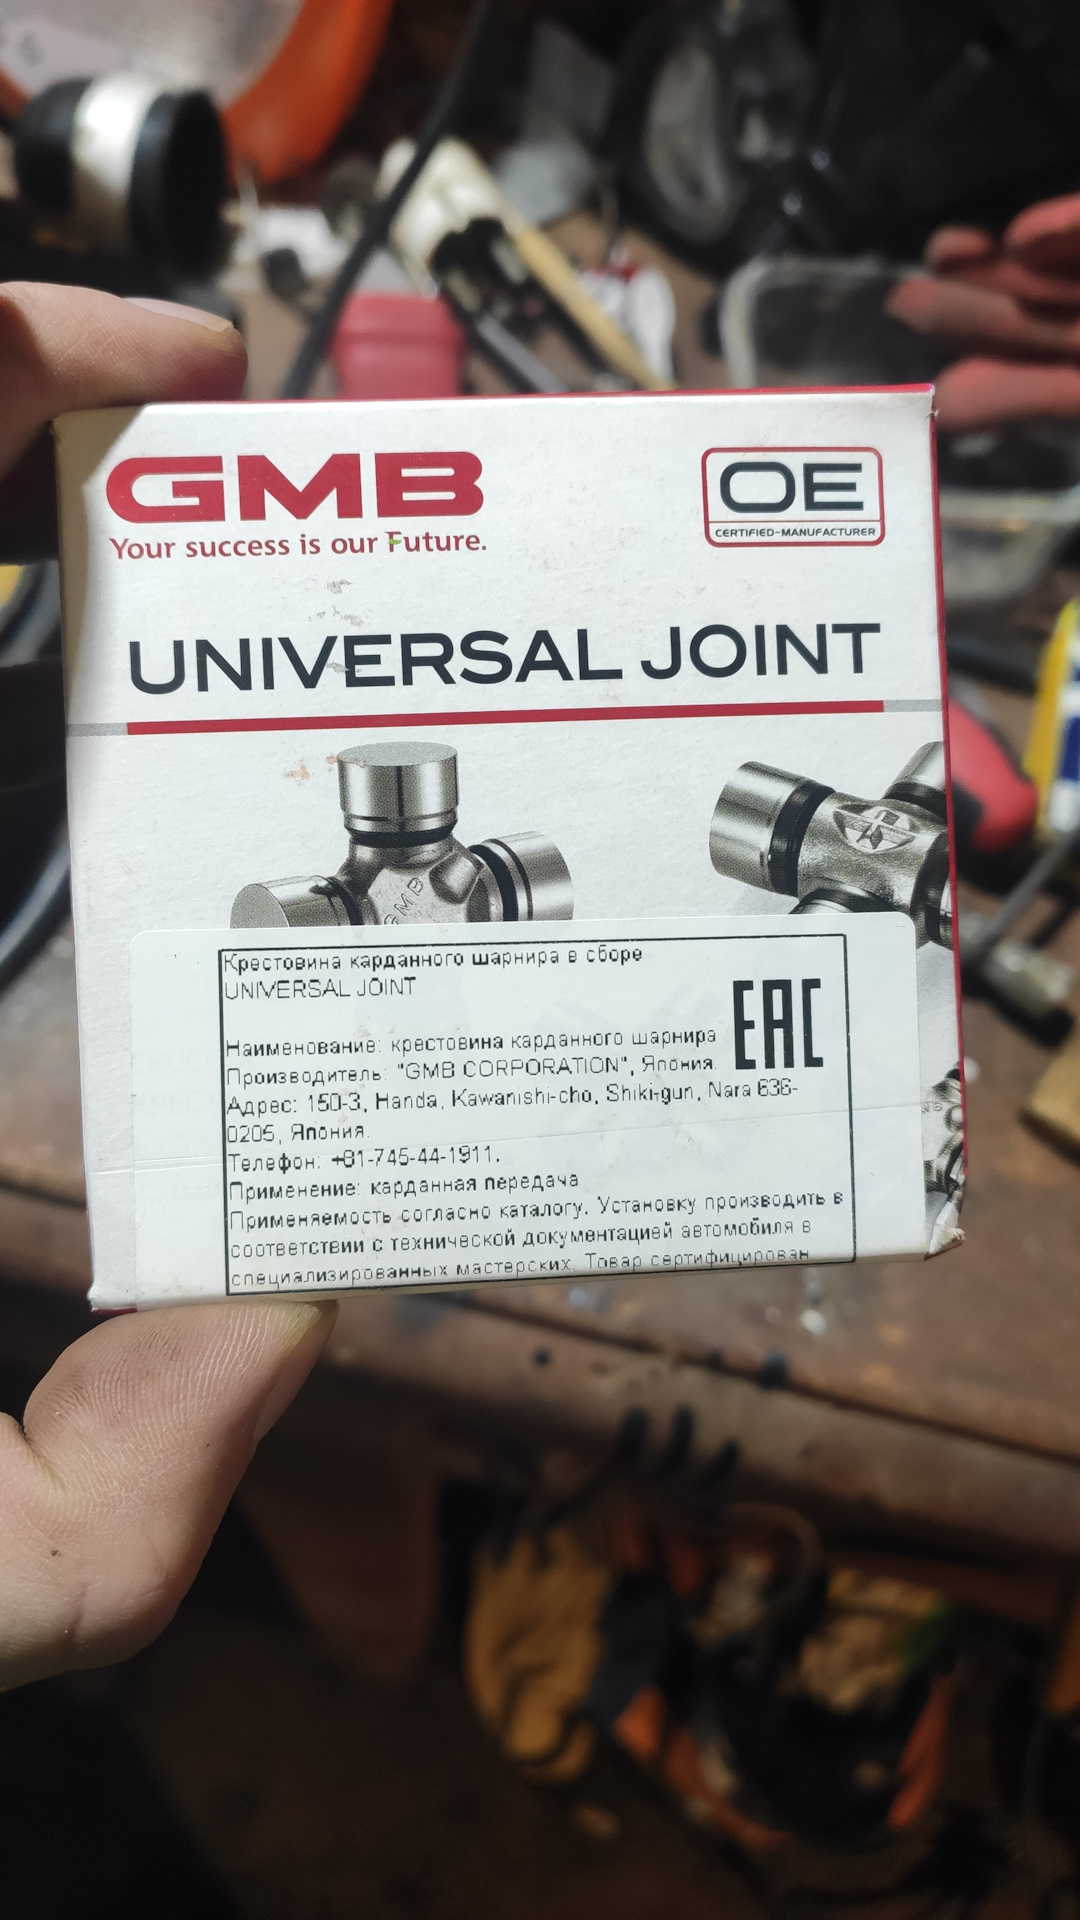 GMB
Your success is our Future.
OE
CERTIFIED-MANUFACTURER
UNIVERSAL JOINT
GMB
Крестовина карданного шарнира в сборе
UNIVERSAL JOINT
EAC
Наименование: крестовина карданного шарнира
Производитель: "GMB CORPORATION", Япония.
Адрес: 150-3, Handa, Kawanishi-cho, Shiki-gun, Nara 636-
0205, Япония.
Телефон: +81-745-44-1911.
Применение: карданная передача
Применяемость согласно каталогу. Установку производить в
соответствии с технической документацией автомобиля в
специализированных мастерских. Товар сертифицирован